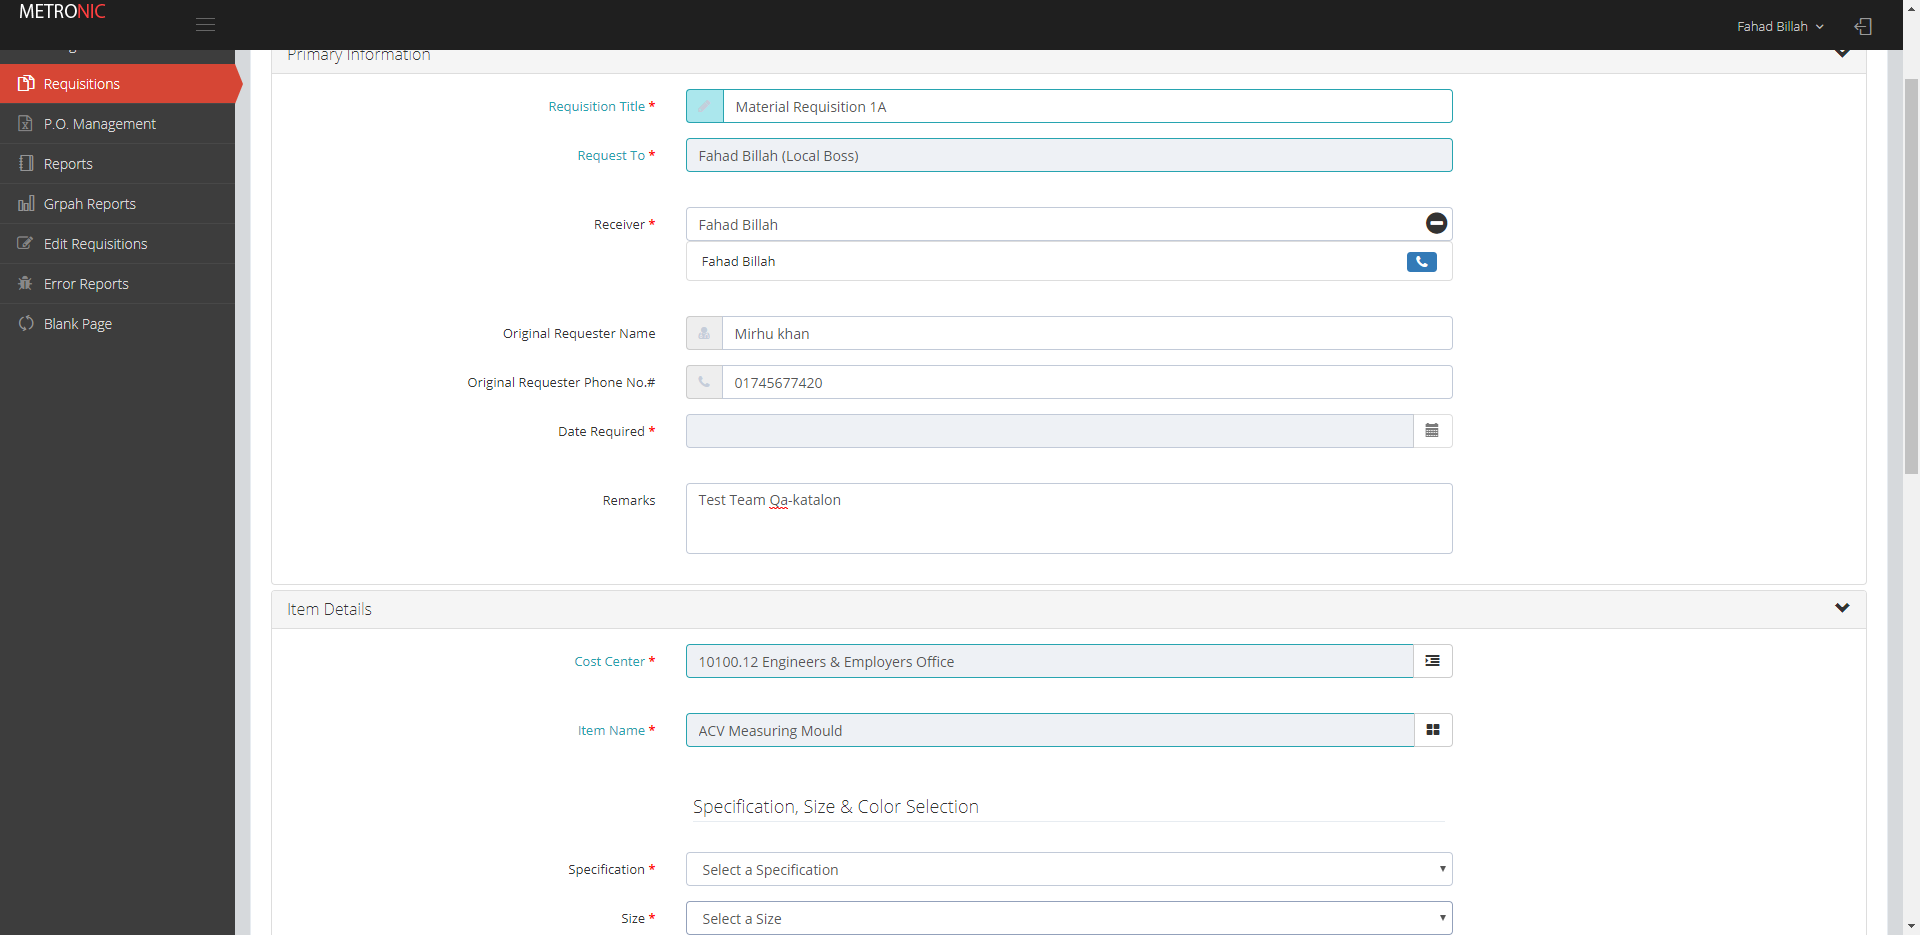 METRONIC
Fahad Billah
Requisitions
P.O. Management
Reports
Grpah Reports
Edit Requisitions
Error Reports
Blank Page
Primary Information
Requisition Title * Material Requisition 1A
Request To * Fahad Billah (Local Boss)
Receiver * Fahad Billah
Fahad Billah
Original Requester Name Mirhu khan
Original Requester Phone No.# 01745677420
Date Required *
Remarks Test Team Qa-katalon
Item Details
Cost Center * 10100.12 Engineers & Employers Office
Item Name * ACV Measuring Mould
Specification, Size & Color Selection
Specification * Select a Specification
Size * Select a Size